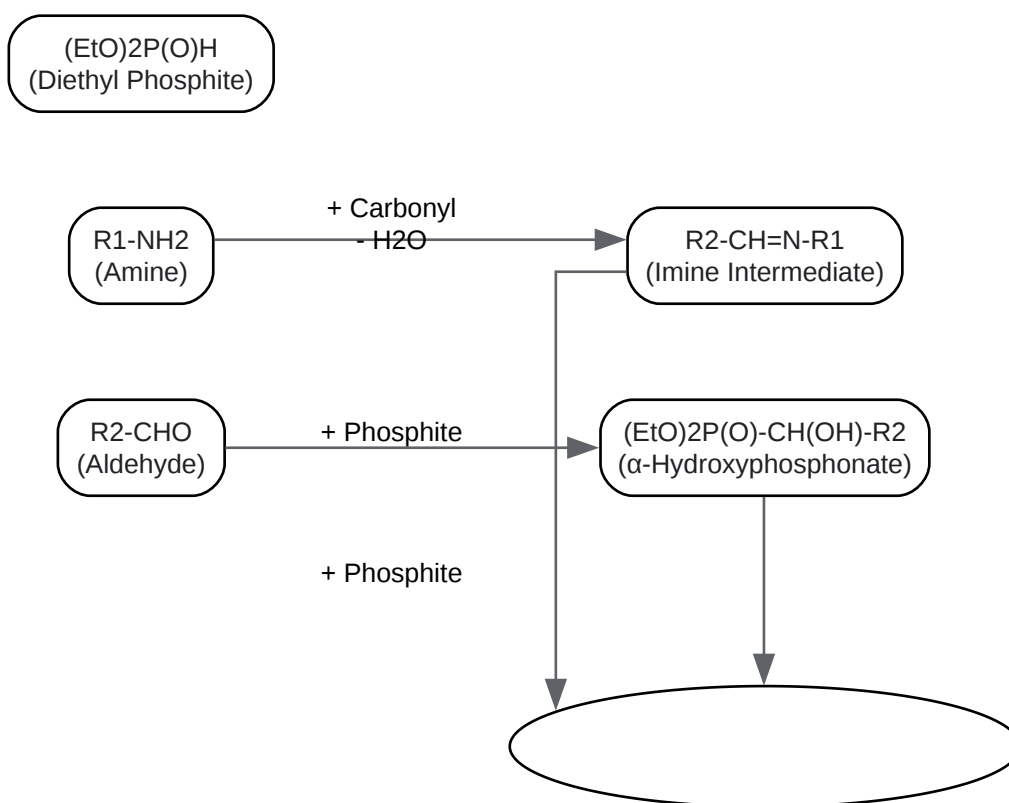 (EtO)2P(O)H
(Diethyl Phosphite)
+ Carbonyl
- H2O
R1-NH2
(Amine)
R2-CH=N-R1
(Imine Intermediate)
R2-CHO
(Aldehyde)
+ Phosphite
(EtO)2P(O)-CH(OH)-R2
(α-Hydroxyphosphonate)
+ Phosphite